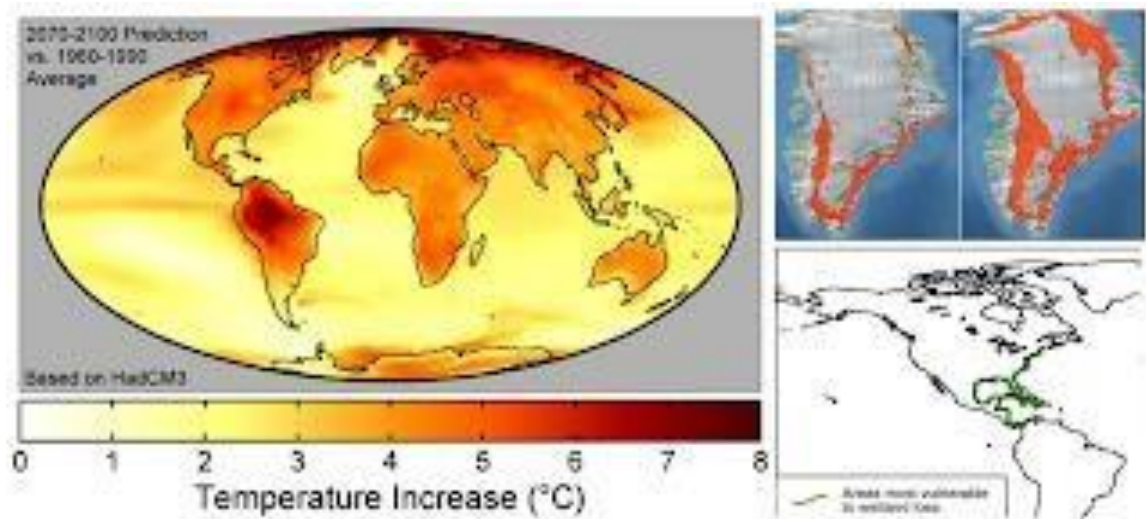 2070-2100 Prediction
vs. 1960-1990
Average
Based on HadCM3
0 1 2 3 4 5 6 7 8
Temperature Increase (°C)
Areas most vulnerable
to wetland loss